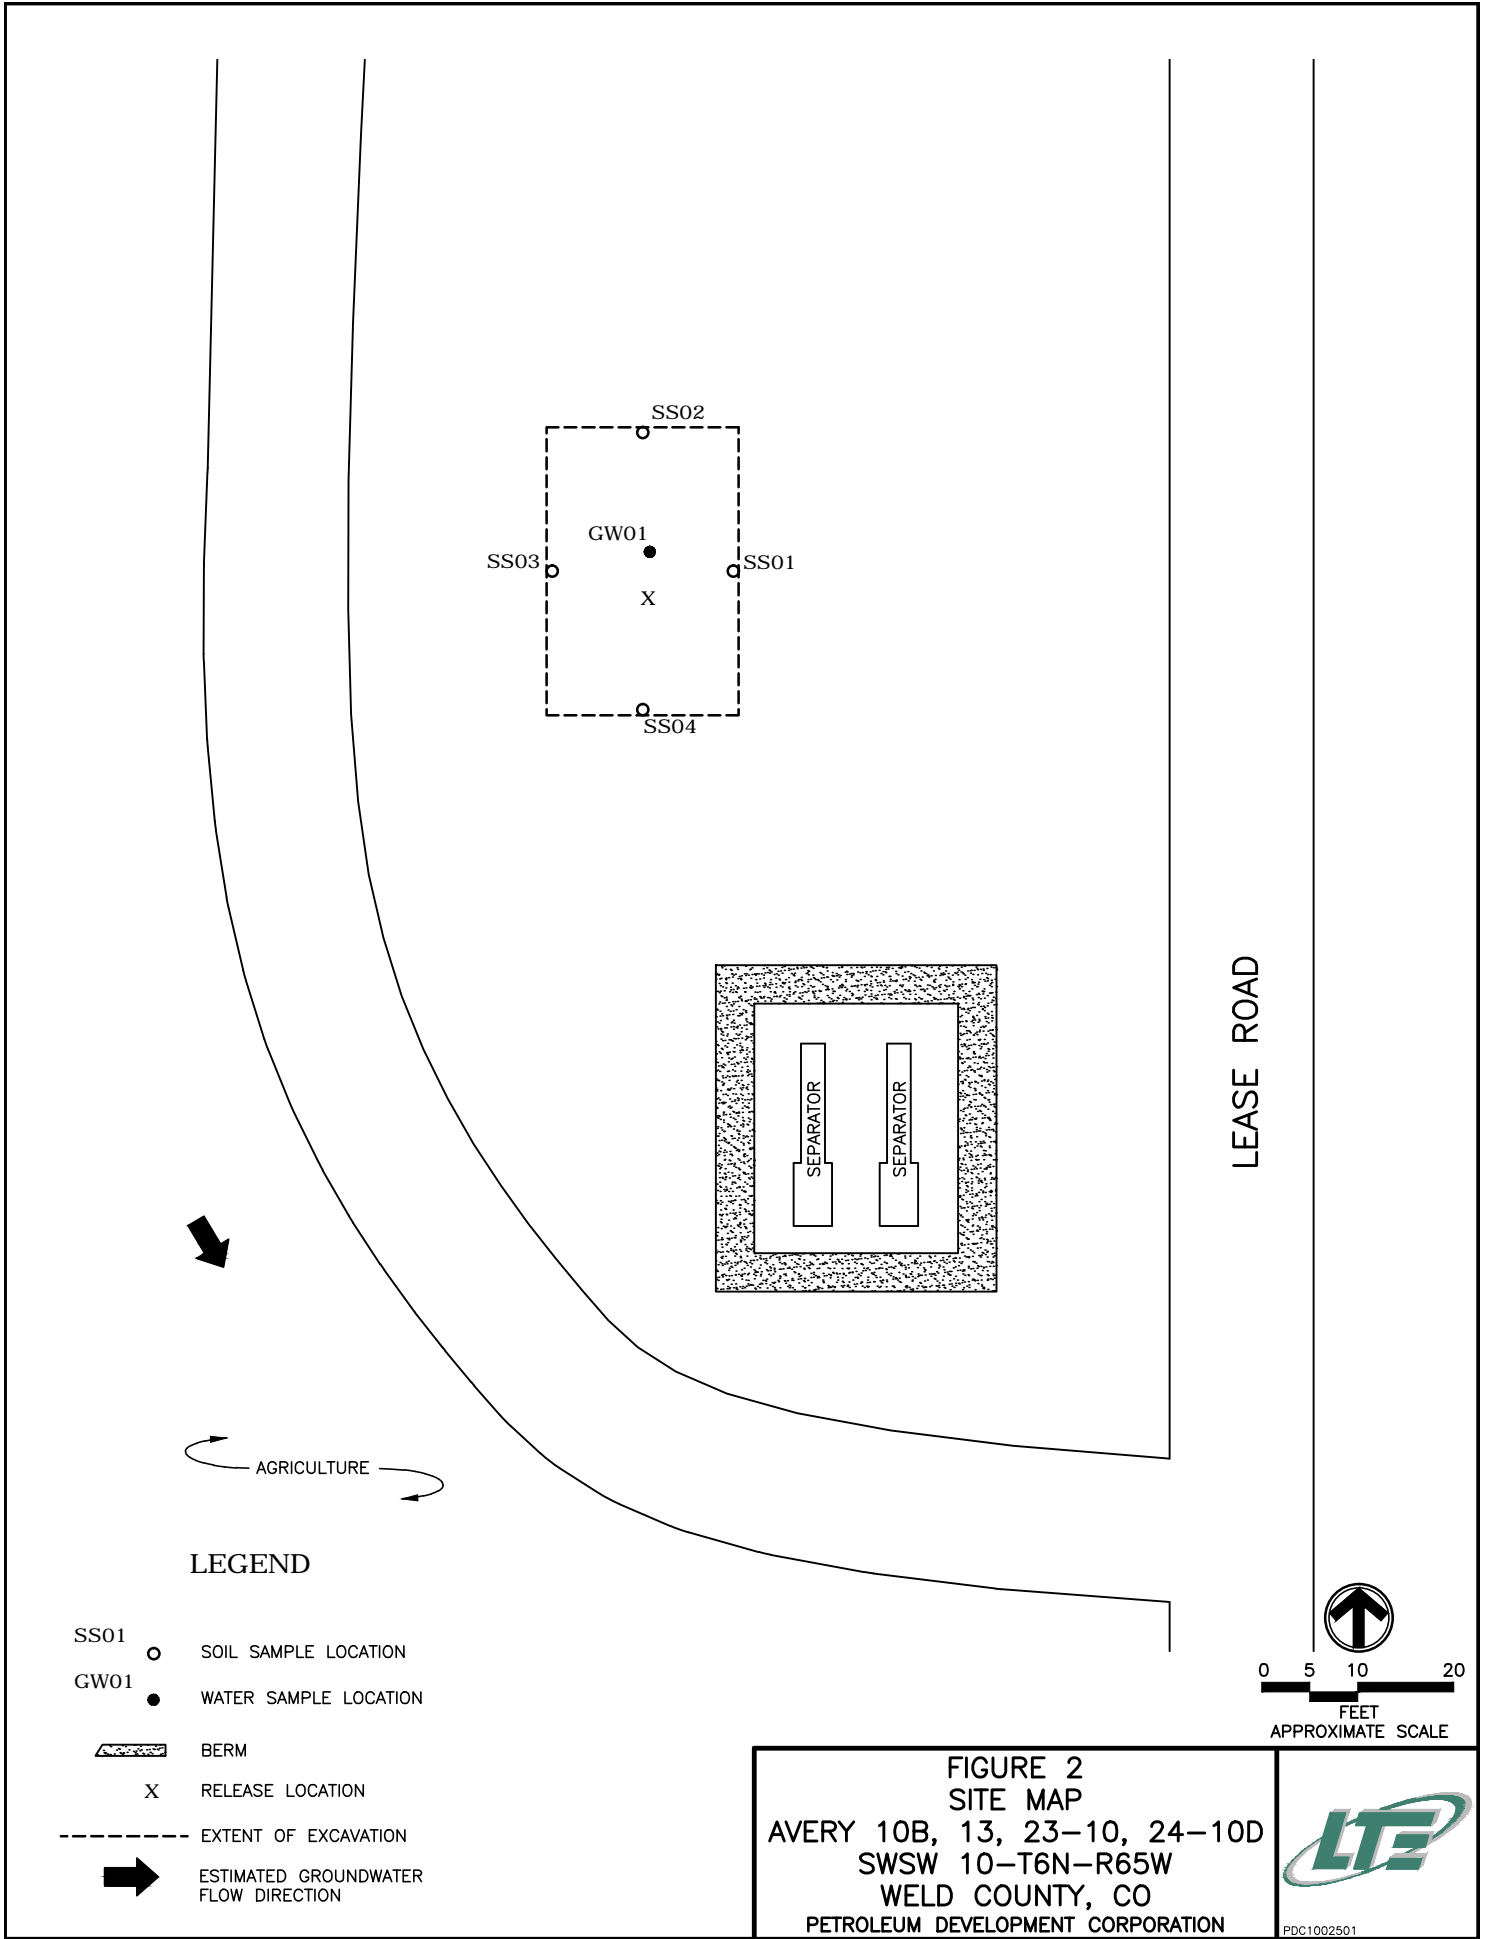 SS02
GW01
SS03
SS01
X
SS04
LEASE ROAD
SEPARATOR
SEPARATOR
AGRICULTURE
LEGEND
SS01
SOIL SAMPLE LOCATION
GW01
WATER SAMPLE LOCATION
BERM
X RELEASE LOCATION
EXTENT OF EXCAVATION
ESTIMATED GROUNDWATER
FLOW DIRECTION
0 5 10 20
FEET
APPROXIMATE SCALE
FIGURE 2
SITE MAP
AVERY 10B, 13, 23-10, 24-10D
SWSW 10-T6N-R65W
WELD COUNTY, CO
PETROLEUM DEVELOPMENT CORPORATION
LTE
PDC1002501